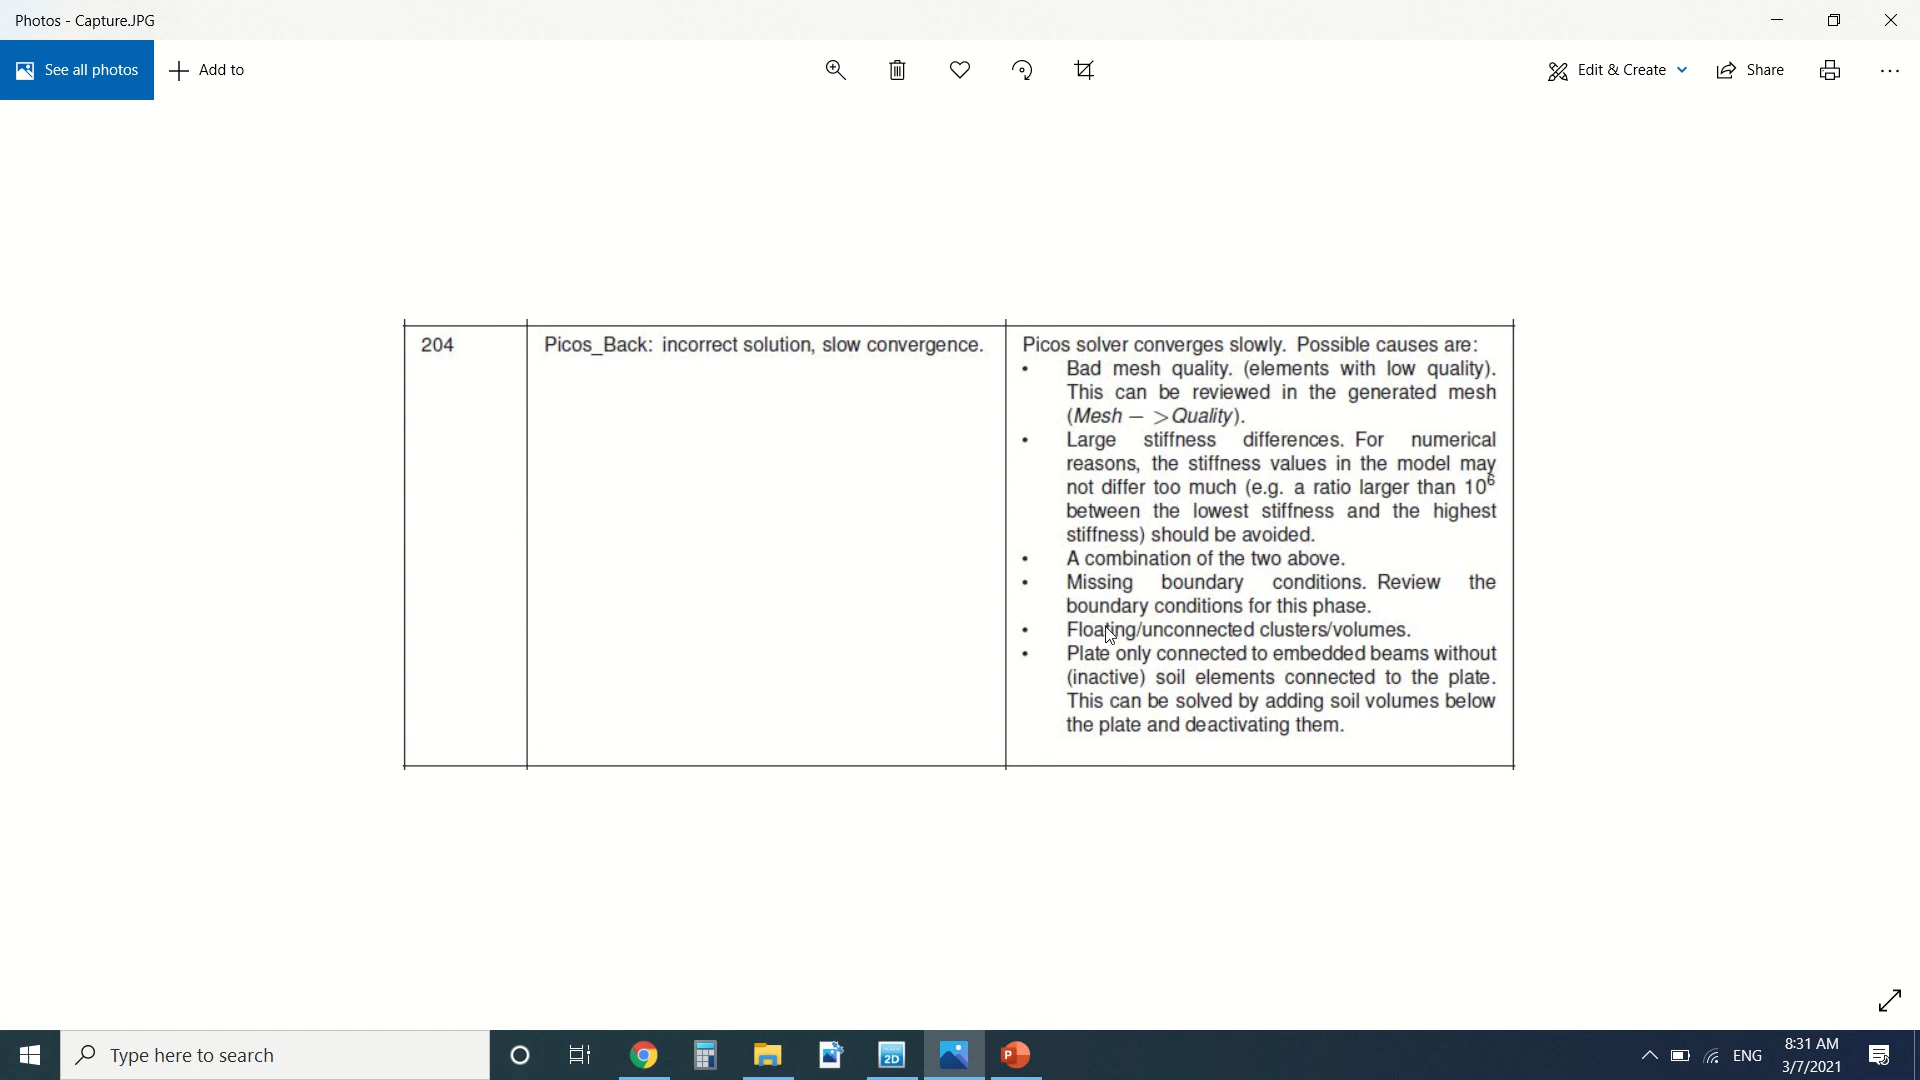 Photos - Capture.JPG
See all photos
Add to
Edit & Create
Share
204
Picos_Back: incorrect solution, slow convergence.
Picos solver converges slowly. Possible causes are:
• Bad mesh quality. (elements with low quality).
This can be reviewed in the generated mesh
(Mesh − >Quality).
• Large stiffness differences. For numerical
reasons, the stiffness values in the model may
not differ too much (e.g. a ratio larger than 10⁶
between the lowest stiffness and the highest
stiffness) should be avoided.
• A combination of the two above.
• Missing boundary conditions. Review the
boundary conditions for this phase.
• Floating/unconnected clusters/volumes.
• Plate only connected to embedded beams without
(inactive) soil elements connected to the plate.
This can be solved by adding soil volumes below
the plate and deactivating them.
Type here to search
2D
P
ENG
8:31 AM
3/7/2021